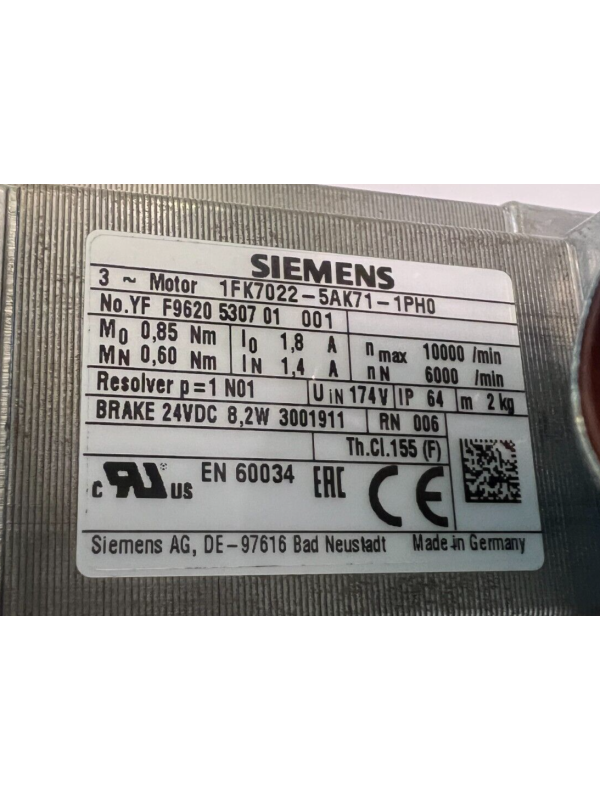 SIEMENS
3 ~ Motor 1FK7022-5AK71-1PH0
No.YF F9620 5307 01 001
M0 0,85 Nm I0 1,8 A nmax 10000 /min
MN 0,60 Nm IN 1,4 A nN 6000 /min
Resolver p=1 N01 UIN 174V IP 64 m 2 kg
BRAKE 24VDC 8,2W 3001911 RN 006
Th.Cl.155 (F)
c RU US EN 60034 EAC CE
Siemens AG, DE-97616 Bad Neustadt Made in Germany